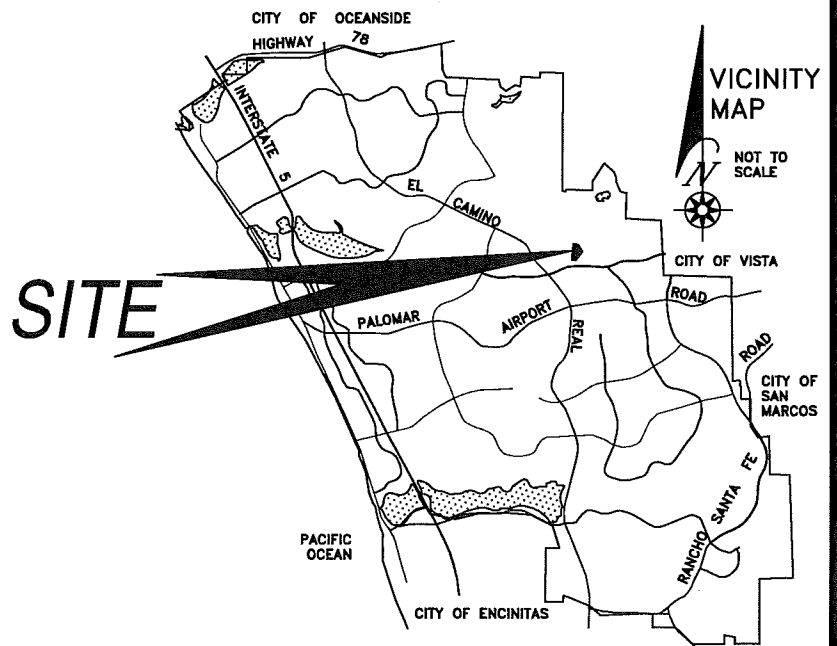 CITY OF OCEANSIDE
HIGHWAY 78
INTERSTATE 5
VICINITY
MAP
NOT TO
SCALE
N
EL CAMINO REAL
CITY OF VISTA
SITE
PALOMAR AIRPORT ROAD
CITY OF
SAN
MARCOS
RANCHO SANTA FE ROAD
PACIFIC
OCEAN
CITY OF ENCINITAS